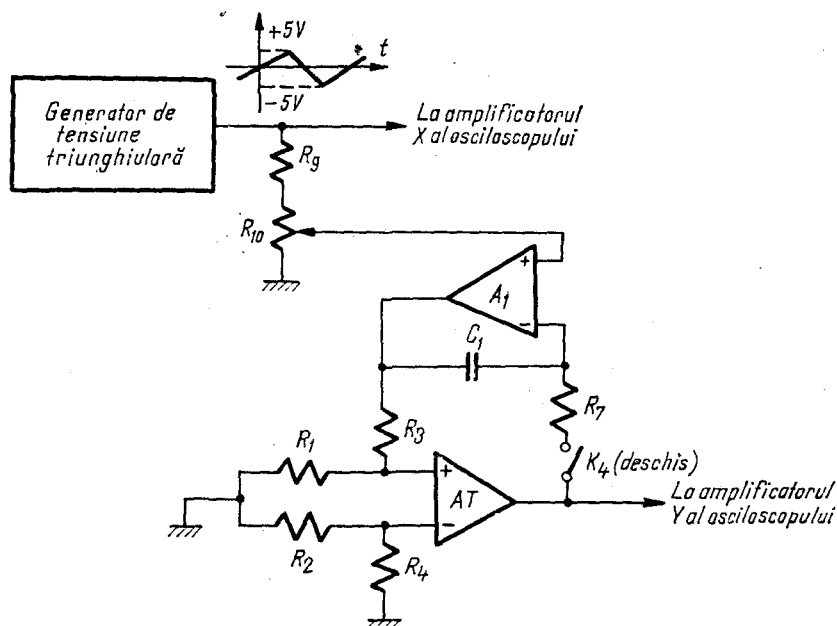 +5V
t
-5V
Generator de
tensiune
triunghiulară
La amplificatorul
X al osciloscopului
R9
R10
+
A1
-
C1
R7
R3
K4 (deschis)
R1
+
AT
-
La amplificatorul
Y al osciloscopului
R2
R4